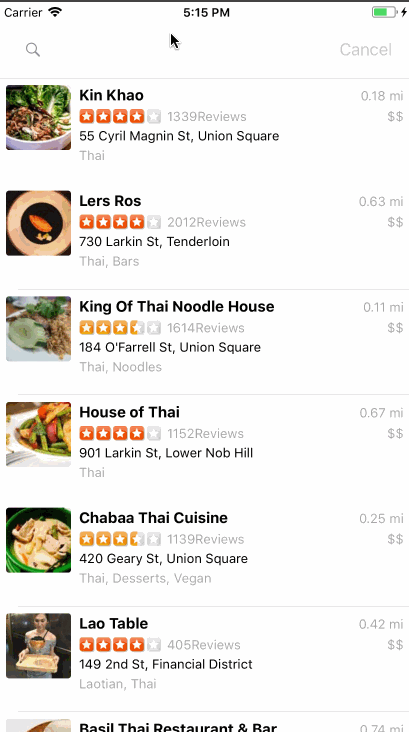 Carrier 5:15 PM
Cancel
Kin Khao 0.18 mi
1339Reviews $$
55 Cyril Magnin St, Union Square
Thai
Lers Ros 0.63 mi
2012Reviews $$
730 Larkin St, Tenderloin
Thai, Bars
King Of Thai Noodle House 0.11 mi
1614Reviews $$
184 O'Farrell St, Union Square
Thai, Noodles
House of Thai 0.67 mi
1152Reviews $$
901 Larkin St, Lower Nob Hill
Thai
Chabaa Thai Cuisine 0.25 mi
1139Reviews $$
420 Geary St, Union Square
Thai, Desserts, Vegan
Lao Table 0.42 mi
405Reviews $$
149 2nd St, Financial District
Laotian, Thai
Basil Thai Restaurant & Bar 0.74 mi